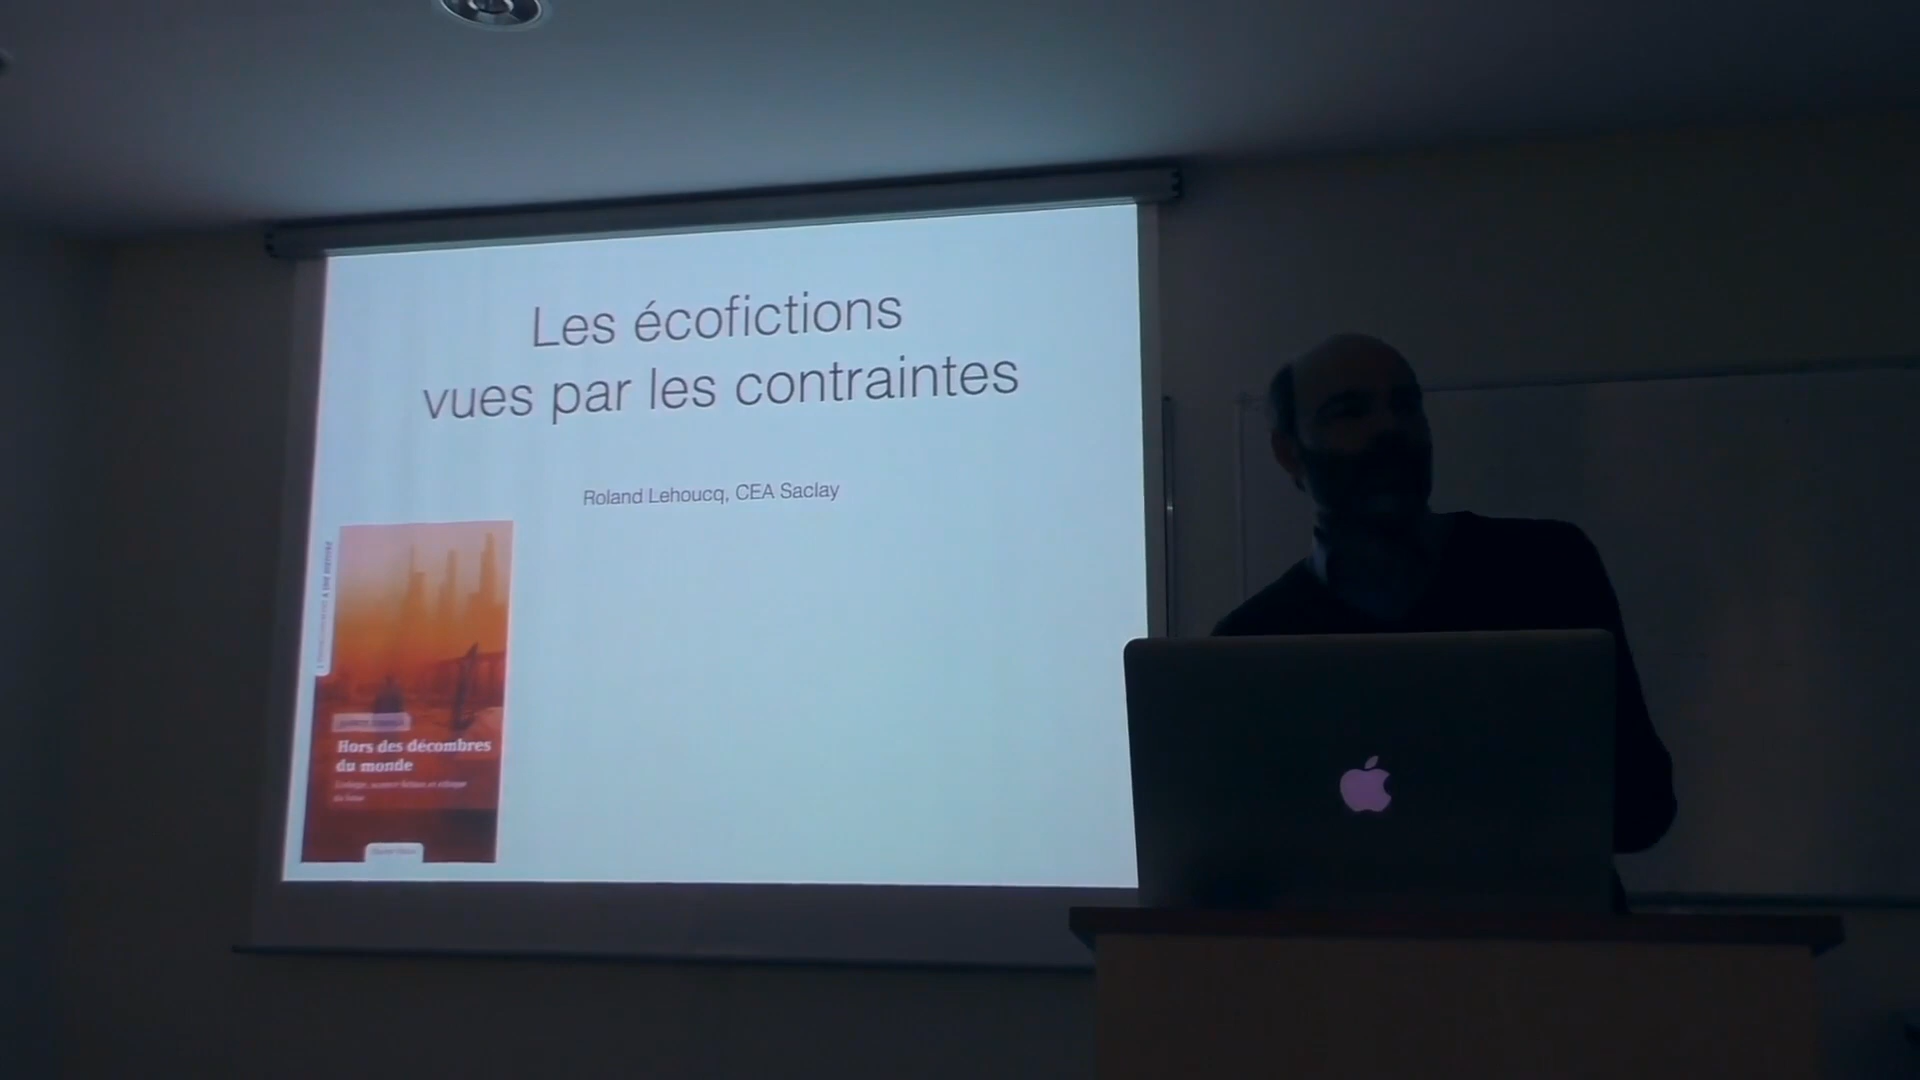 Les écofictions
vues par les contraintes
Roland Lehoucq, CEA Saclay
Hors des décombres
du monde